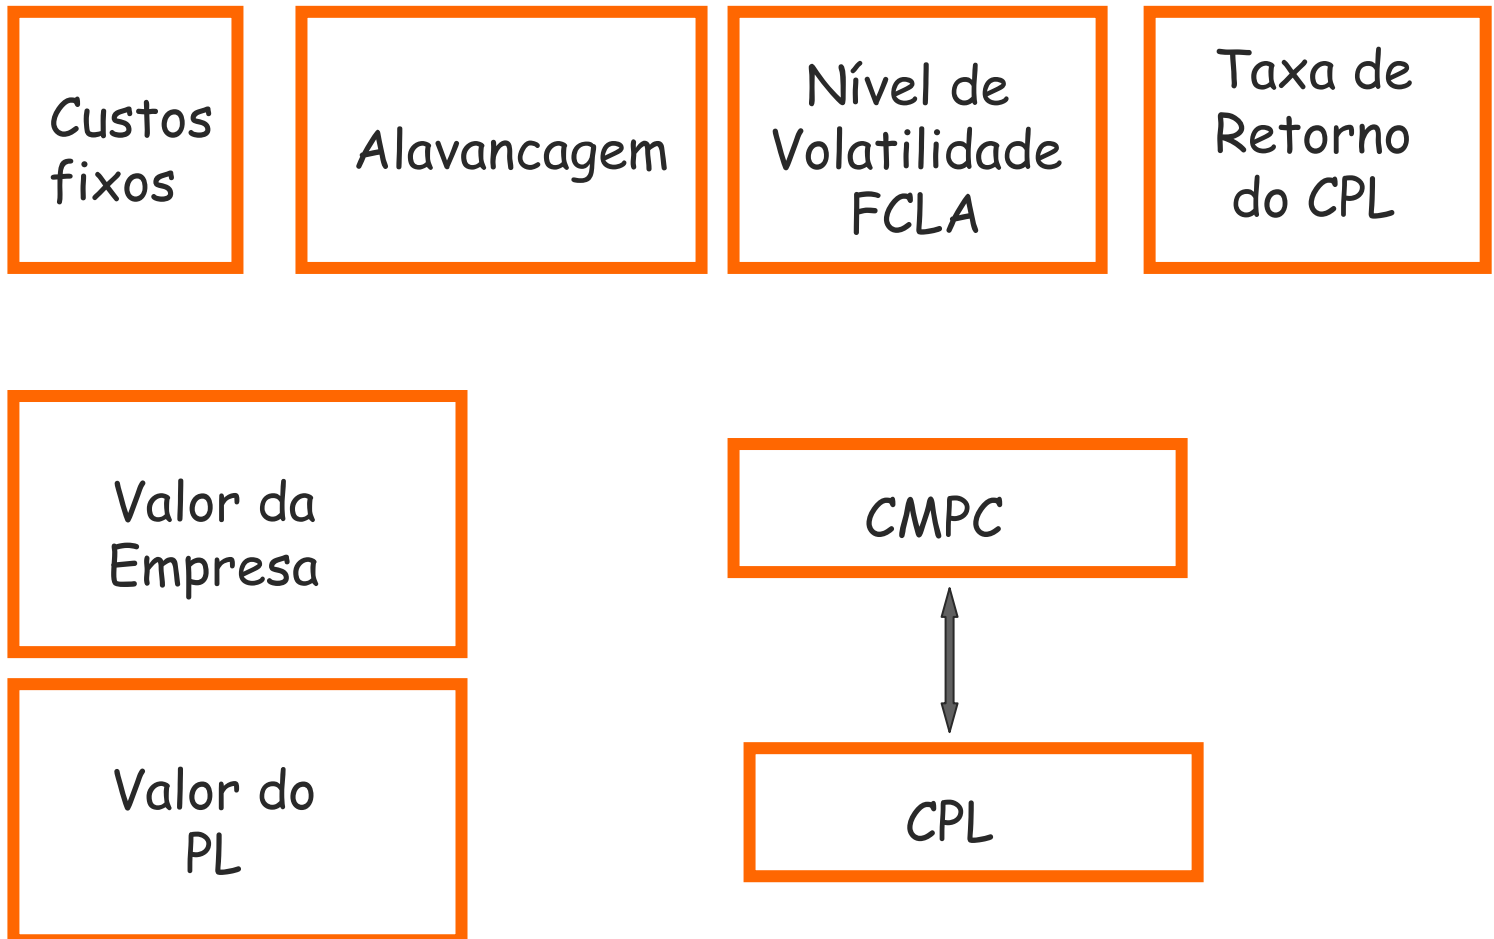 Custos
fixos
Alavancagem
Nível de
Volatilidade
FCLA
Taxa de
Retorno
do CPL
Valor da
Empresa
CMPC
Valor do
PL
CPL